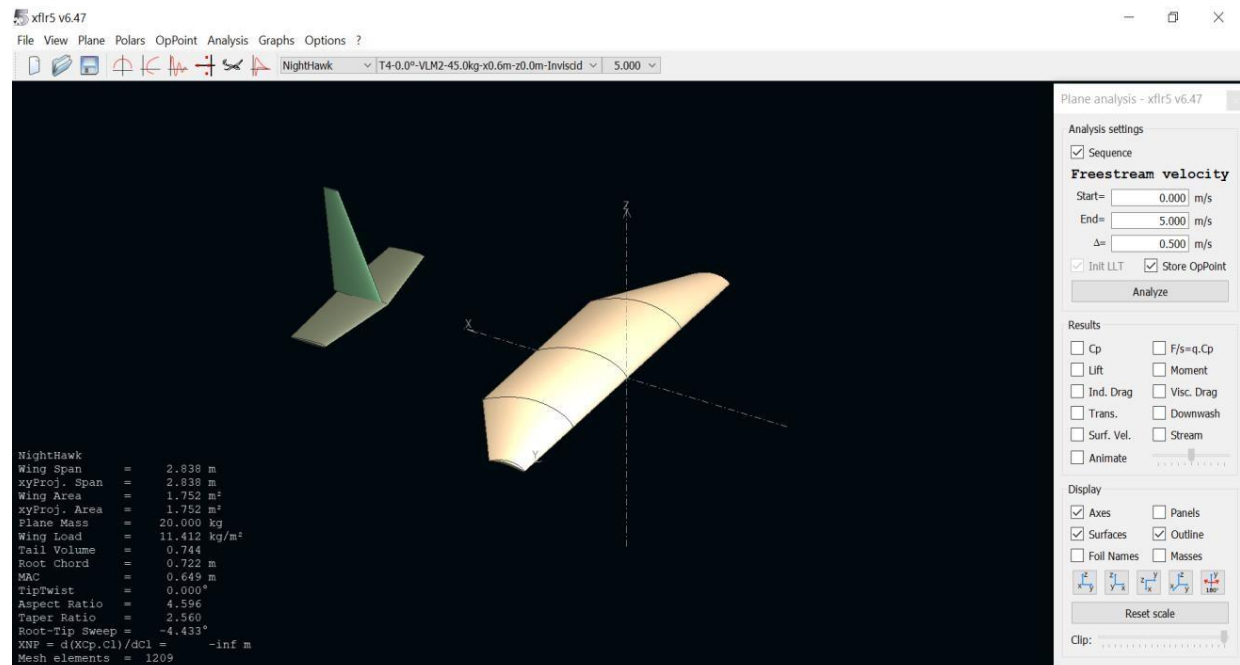 xflr5 v6.47
File View Plane Polars OpPoint Analysis Graphs Options ?
NightHawk T4-0.0°-VLM2-45.0kg-x0.6m-z0.0m-Inviscid 5.000
Plane analysis - xflr5 v6.47
Analysis settings
Sequence
Freestream velocity
Start= 0.000 m/s
End= 5.000 m/s
Δ= 0.500 m/s
Init LLT Store OpPoint
Analyze
Results
Cp F/s=q.Cp
Lift Moment
Ind. Drag Visc. Drag
Trans. Downwash
Surf. Vel. Stream
Animate
Display
Axes Panels
Surfaces Outline
Foil Names Masses
Reset scale
Clip:
Z
X
Y
NightHawk
Wing Span = 2.838 m
xyProj. Span = 2.838 m
Wing Area = 1.752 m²
xyProj. Area = 1.752 m²
Plane Mass = 20.000 kg
Wing Load = 11.412 kg/m²
Tail Volume = 0.744
Root Chord = 0.722 m
MAC = 0.649 m
TipTwist = 0.000°
Aspect Ratio = 4.596
Taper Ratio = 2.560
Root-Tip Sweep = -4.433°
XNP = d(XCp.Cl)/dCl = -inf m
Mesh elements = 1209